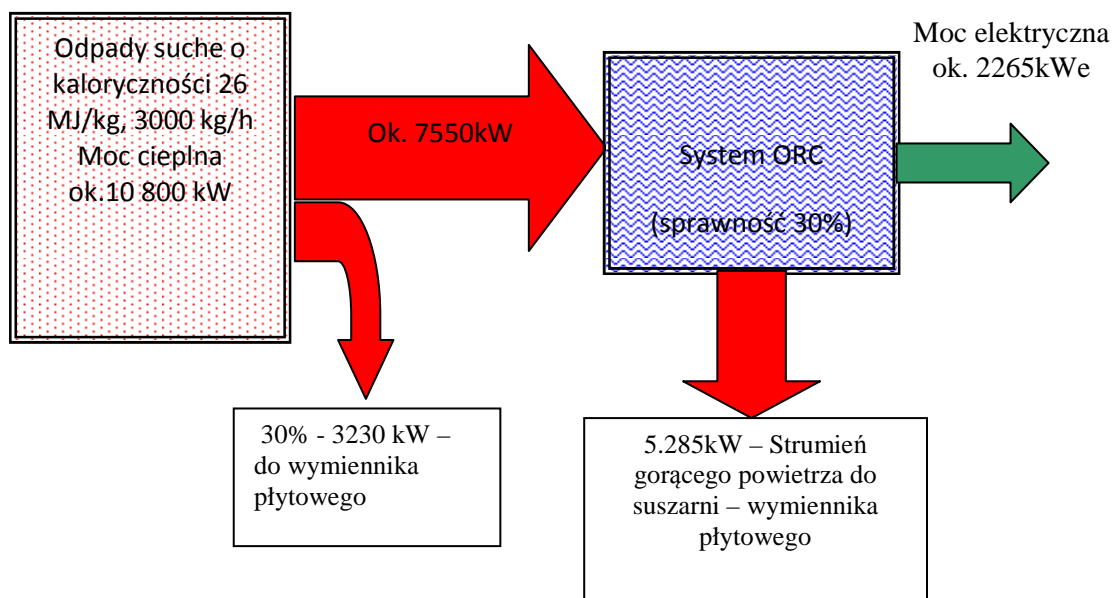 Odpady suche o
kaloryczności 26
MJ/kg, 3000 kg/h
Moc cieplna
ok.10 800 kW
Ok. 7550kW
System ORC
(sprawność 30%)
Moc elektryczna
ok. 2265kWe
30% - 3230 kW –
do wymiennika
płytowego
5.285kW – Strumień
gorącego powietrza do
suszarni – wymiennika
płytowego